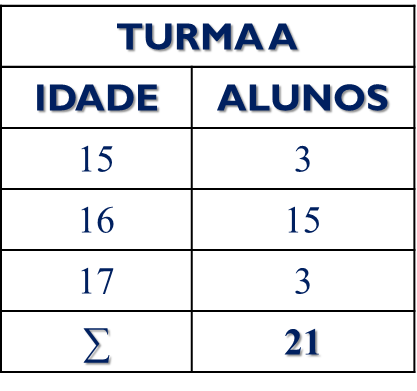 TURMA A
IDADE ALUNOS
15 3
16 15
17 3
∑ 21